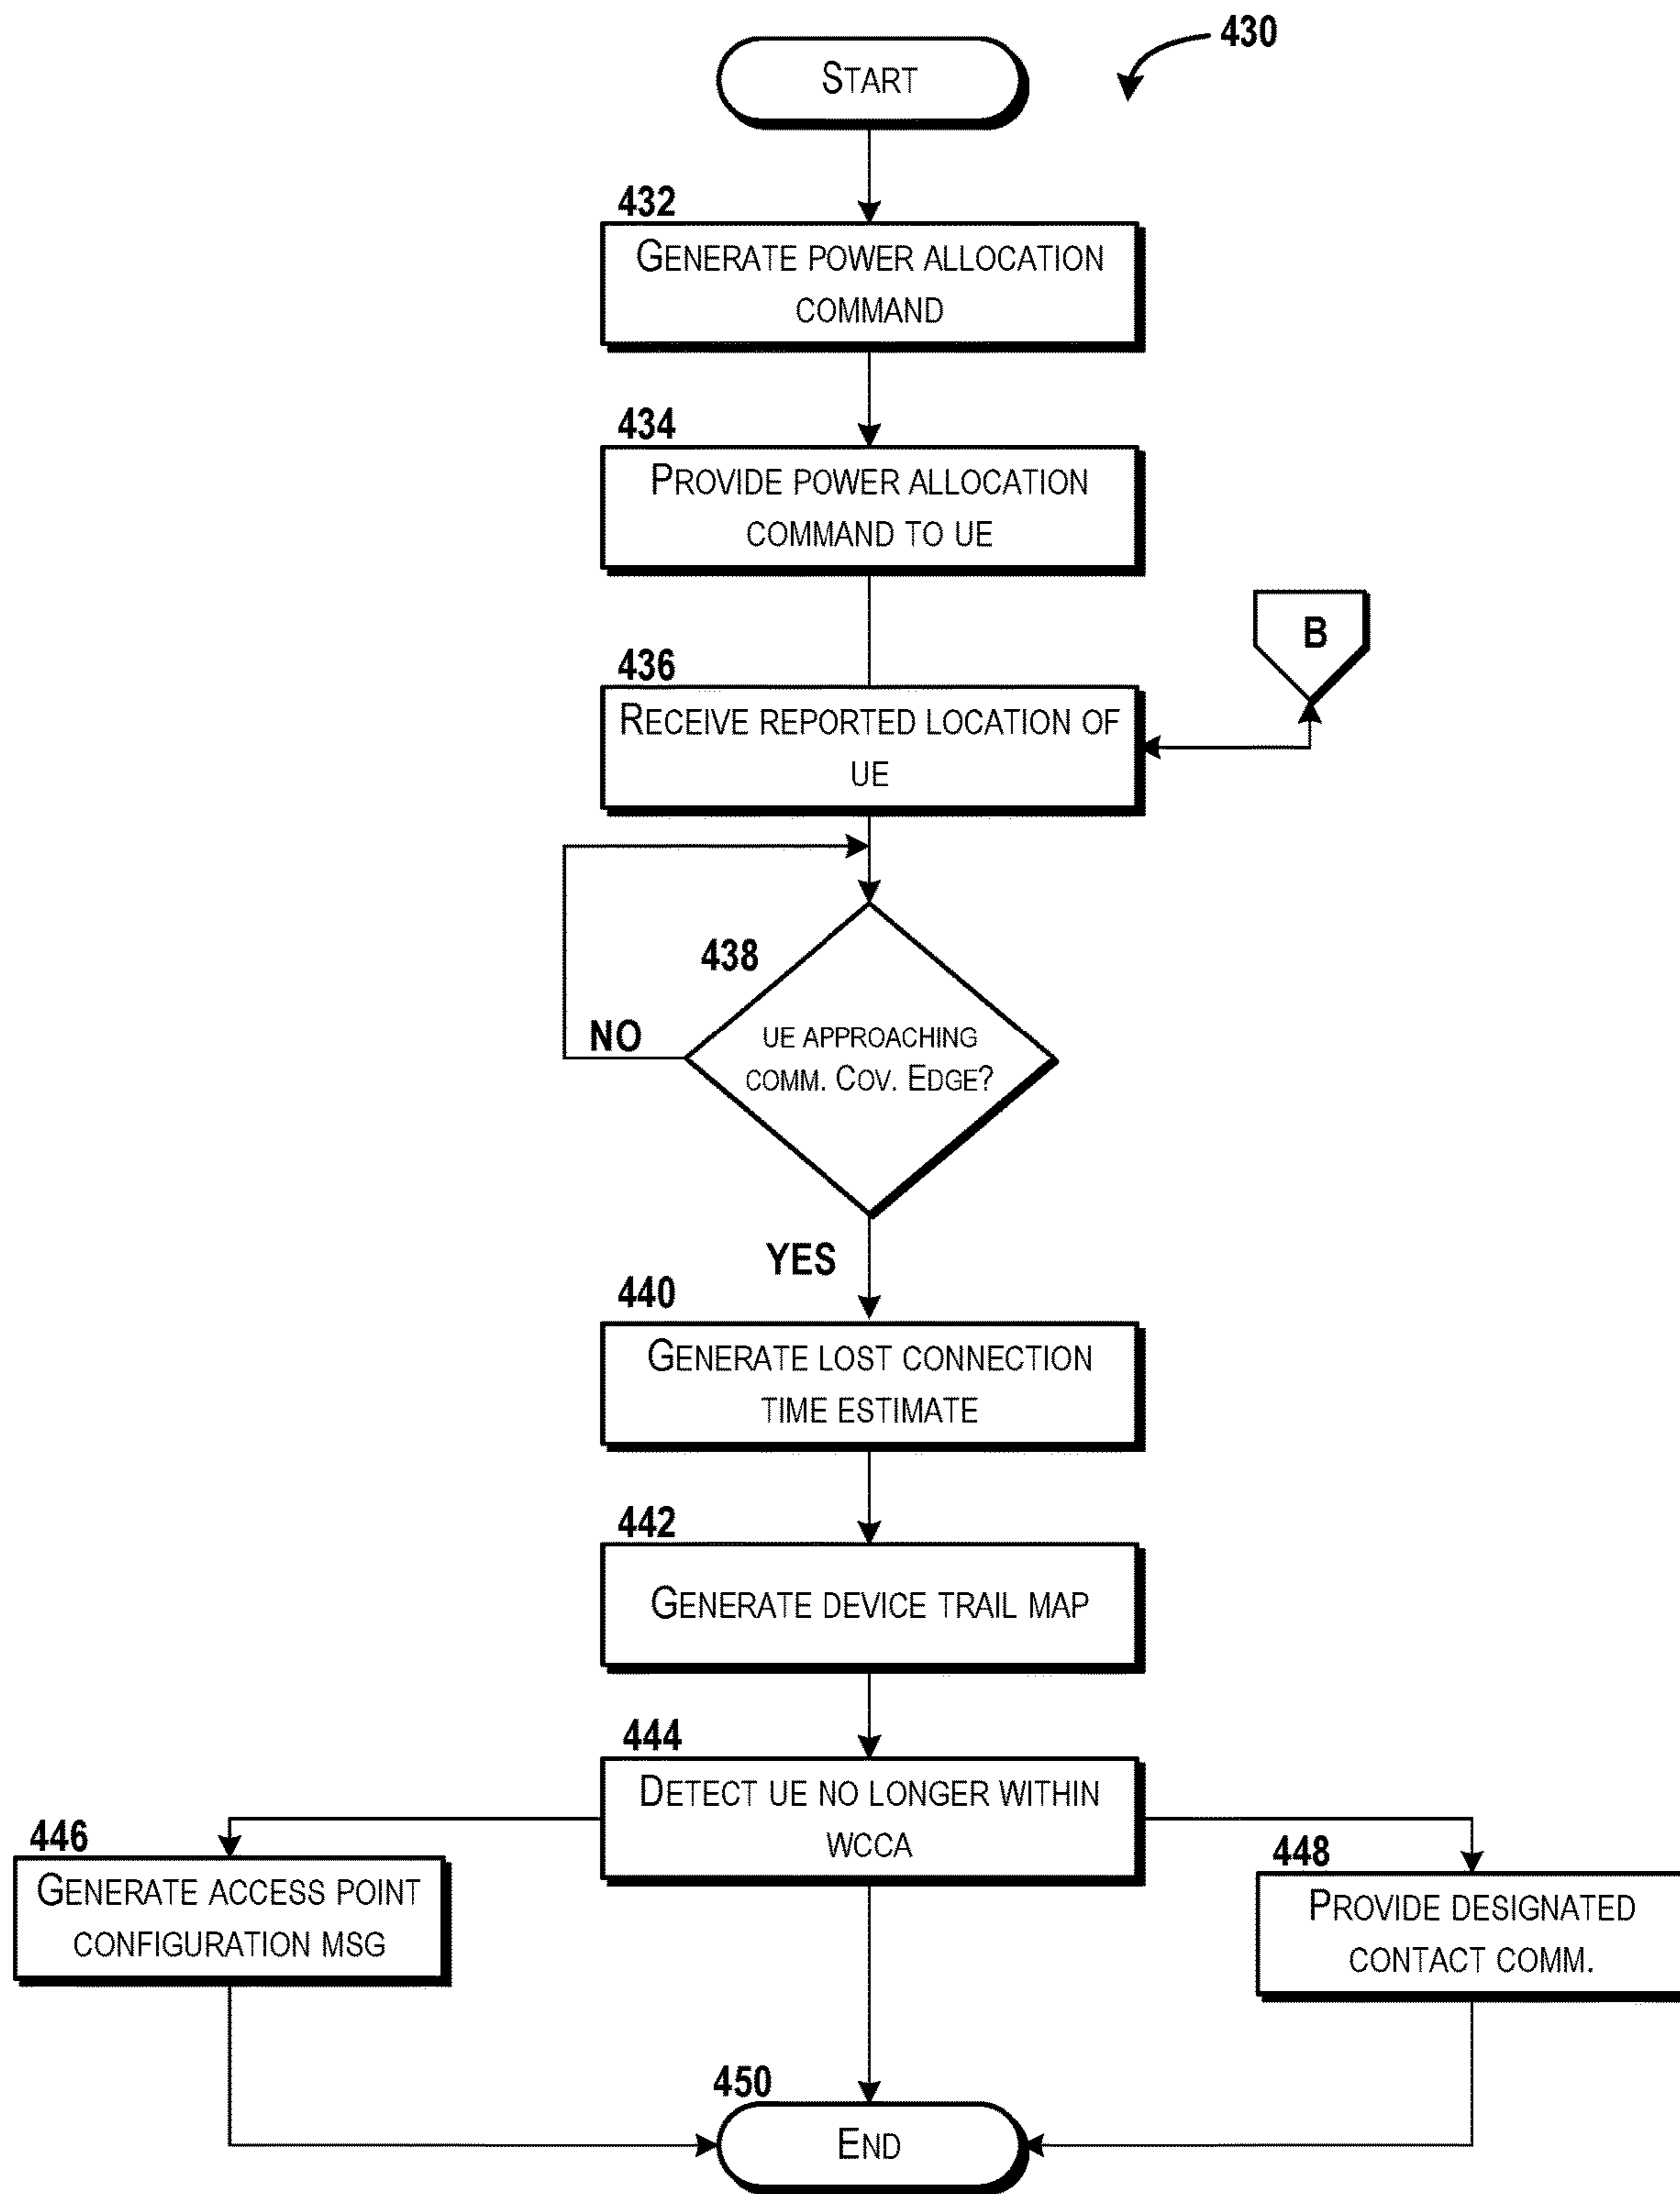 430
START
432
GENERATE POWER ALLOCATION
COMMAND
434
PROVIDE POWER ALLOCATION
COMMAND TO UE
B
436
RECEIVE REPORTED LOCATION OF
UE
438
NO
UE APPROACHING
COMM. COV. EDGE?
YES
440
GENERATE LOST CONNECTION
TIME ESTIMATE
442
GENERATE DEVICE TRAIL MAP
444
DETECT UE NO LONGER WITHIN
WCCA
446
GENERATE ACCESS POINT
CONFIGURATION MSG
448
PROVIDE DESIGNATED
CONTACT COMM.
450
END